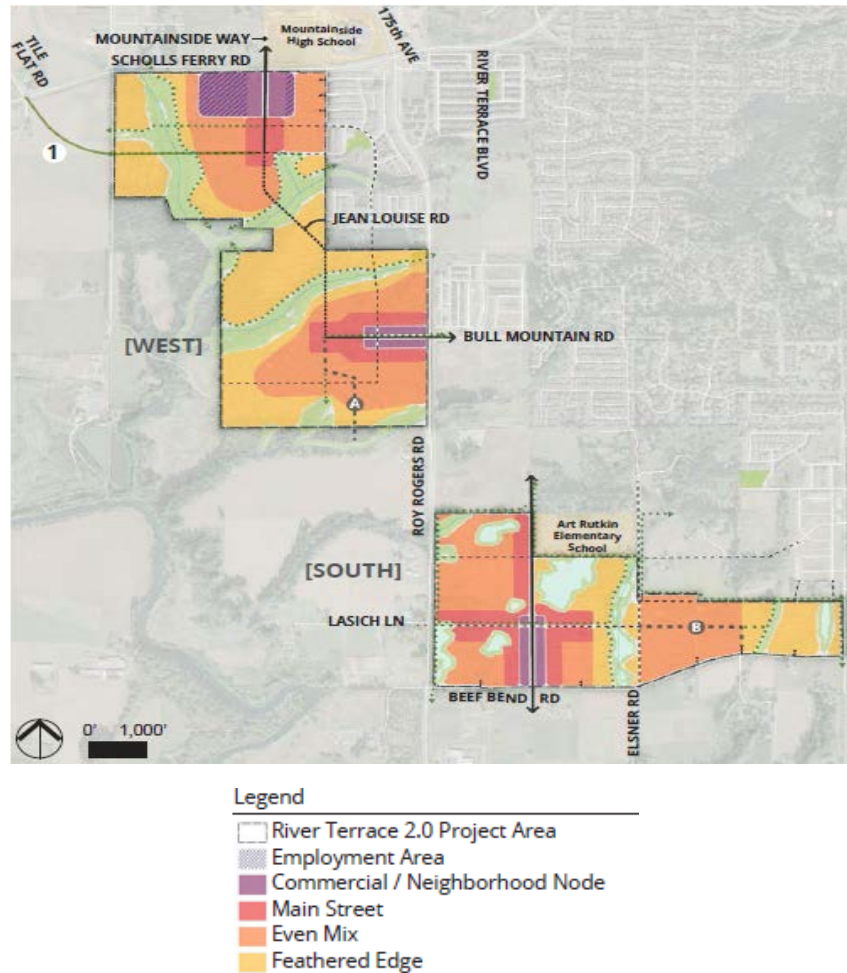 MOUNTAINSIDE WAY
SCHOLLS FERRY RD
Mountainside
High School
175th AVE
TILE
FLAT RD
RIVER TERRACE BLVD
1
JEAN LOUISE RD
[WEST]
BULL MOUNTAIN RD
A
ROY ROGERS RD
Art Rutkin
Elementary
School
[SOUTH]
LASICH LN
B
BEEF BEND RD
ELSNER RD
0' 1,000'
Legend
River Terrace 2.0 Project Area
Employment Area
Commercial / Neighborhood Node
Main Street
Even Mix
Feathered Edge